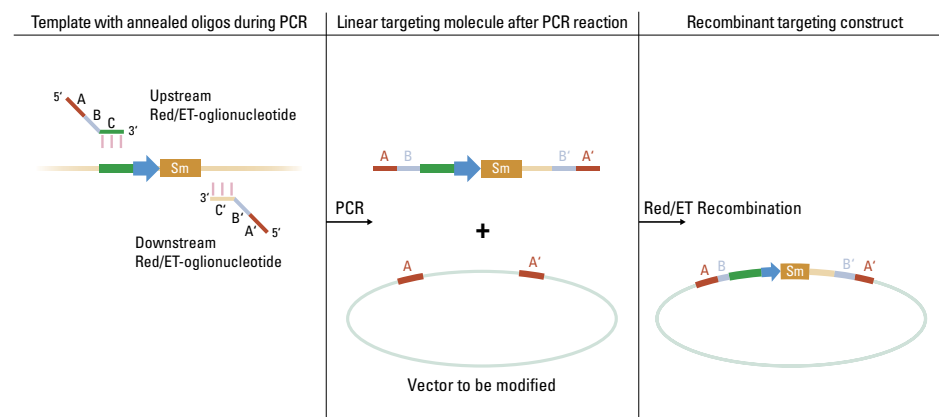 Template with annealed oligos during PCR
Linear targeting molecule after PCR reaction
Recombinant targeting construct
5′
A
B
C
3′
Upstream
Red/ET-oglionucleotide
Sm
3′
C′
B′
A′
5′
Downstream
Red/ET-oglionucleotide
PCR
A
B
Sm
B′
A′
+
A
A′
Vector to be modified
Red/ET Recombination
A
B
Sm
B′
A′